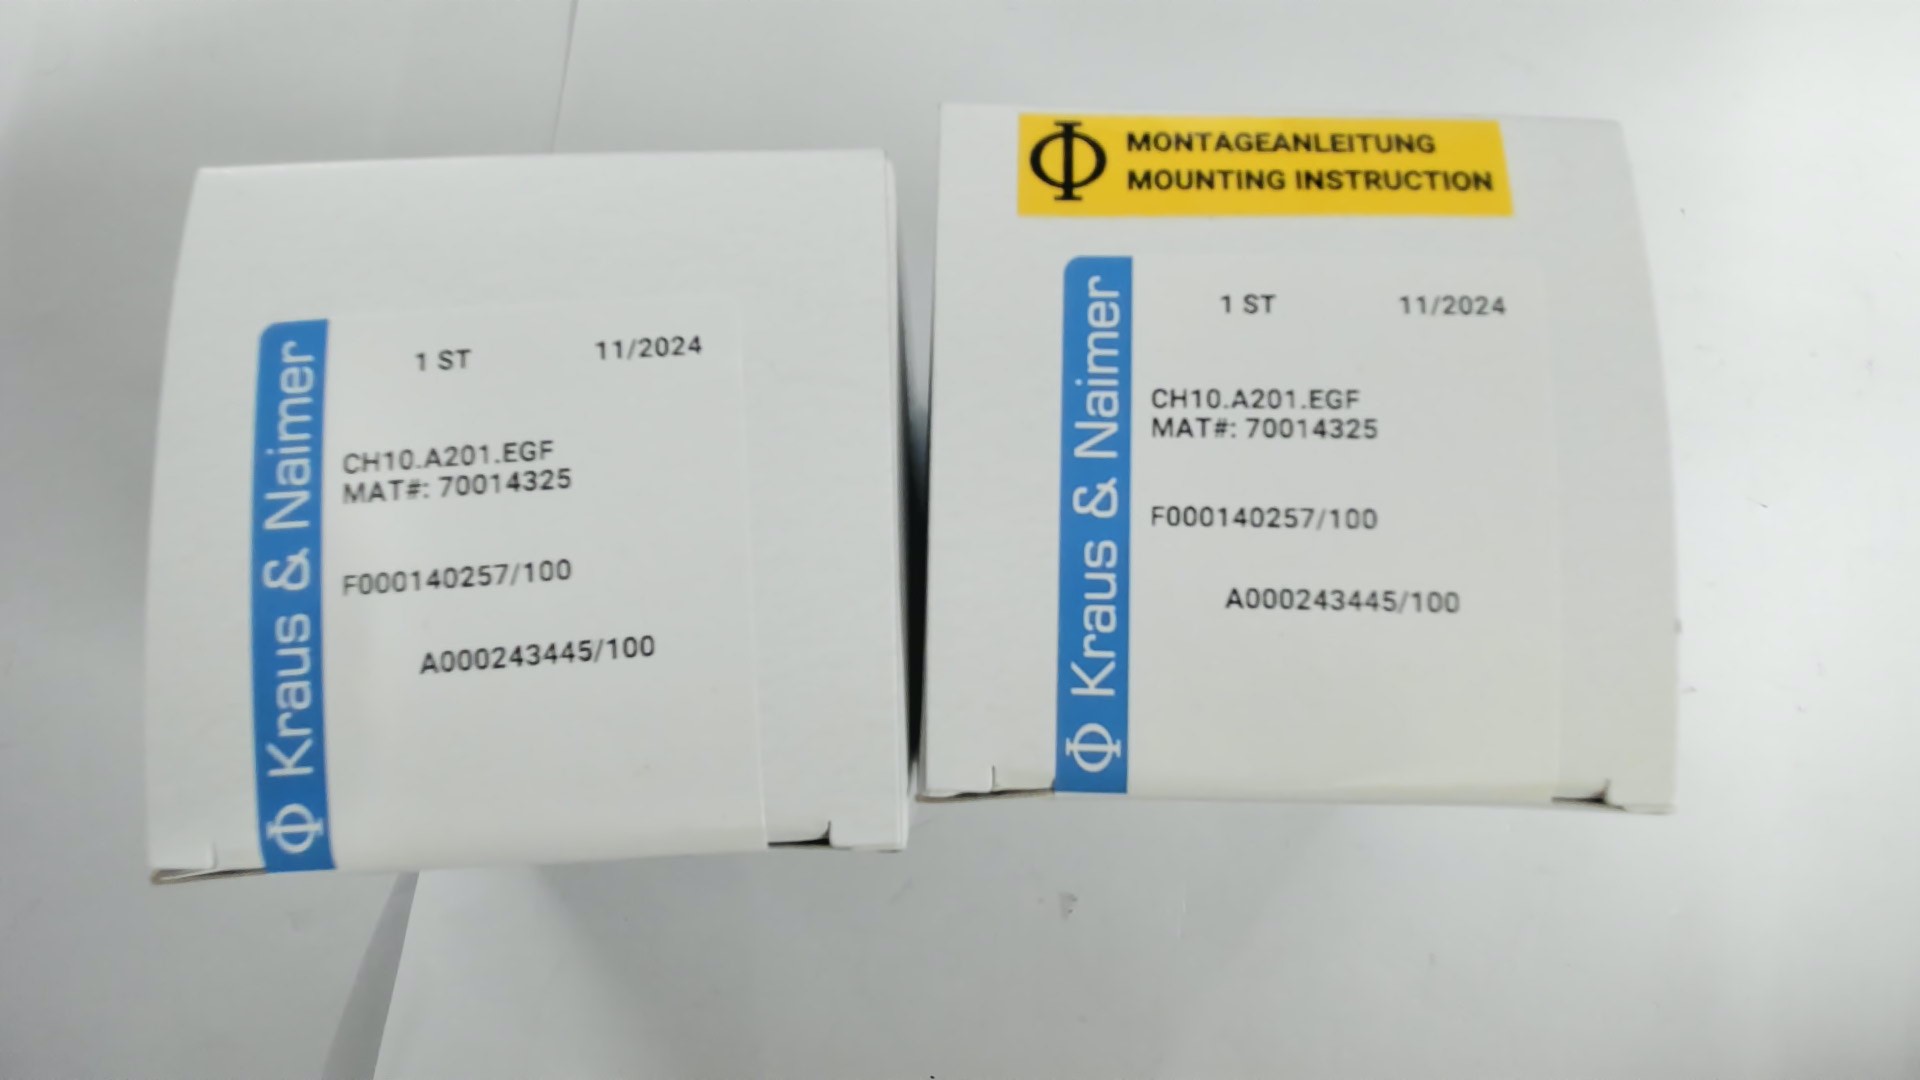 1 ST 11/2024
CH10.A201.EGF
MAT#: 70014325
F000140257/100
A000243445/100
Kraus & Naimer
MONTAGEANLEITUNG
MOUNTING INSTRUCTION
1 ST 11/2024
CH10.A201.EGF
MAT#: 70014325
F000140257/100
A000243445/100
Kraus & Naimer